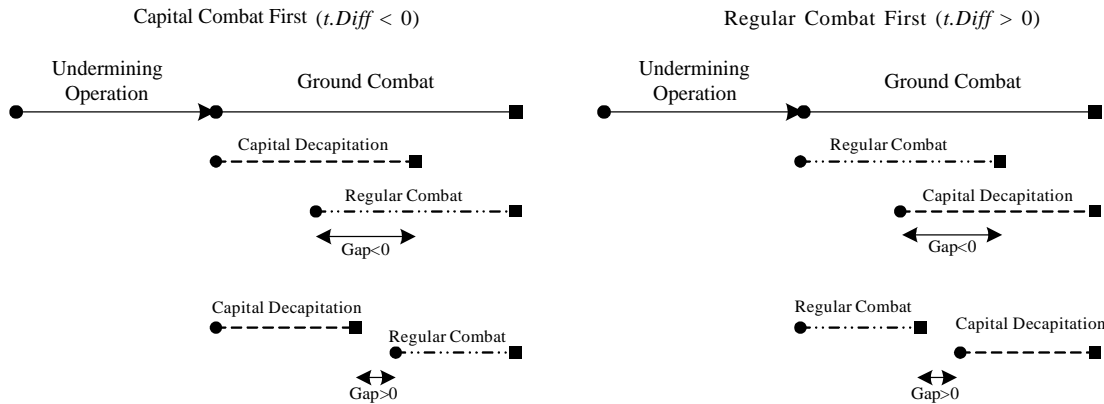 Capital Combat First (t.Diff < 0)
Undermining
Operation
Ground Combat
Capital Decapitation
Regular Combat
Gap<0
Capital Decapitation
Regular Combat
Gap>0
Regular Combat First (t.Diff > 0)
Undermining
Operation
Ground Combat
Regular Combat
Capital Decapitation
Gap<0
Regular Combat
Capital Decapitation
Gap>0